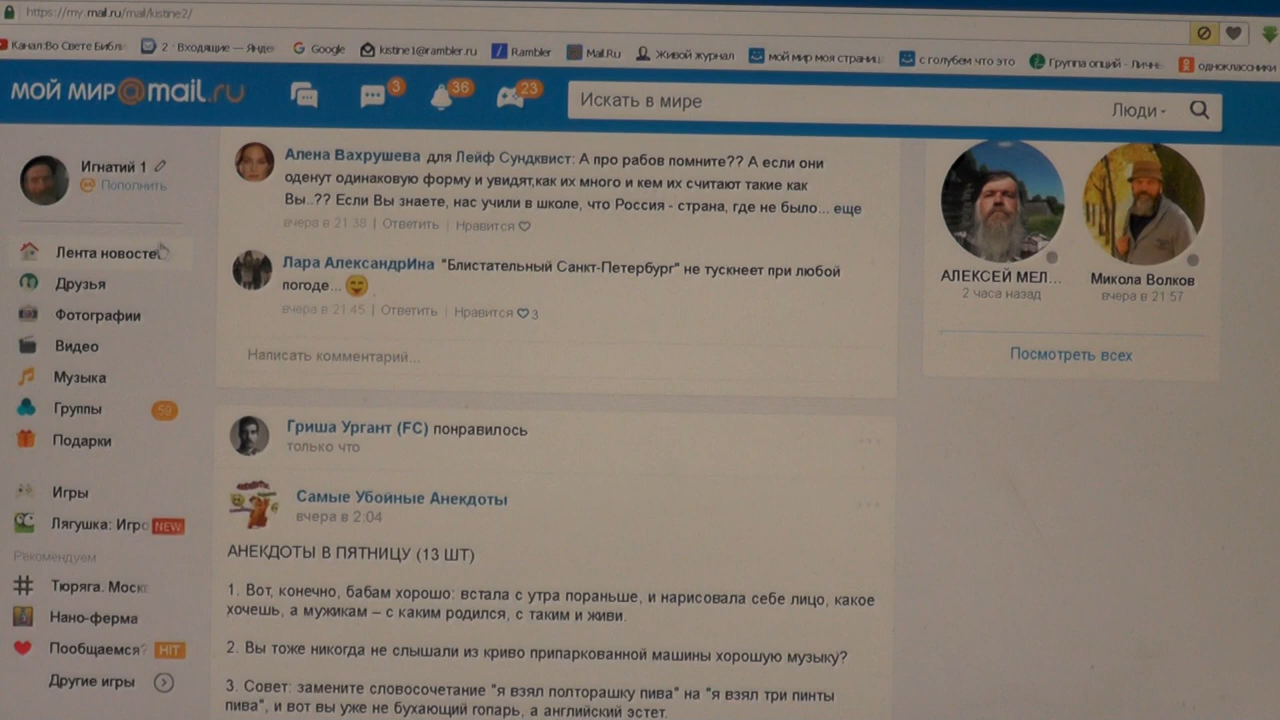 https://my.mail.ru/mail/kistine2/
Канал:Во Свете Библ
2 · Входящие — Янде
Google
kistine1@rambler.ru
Rambler
Mail.Ru
Живой журнал
мой мир моя страниц
с голубем что это
Группа опций - Личн
одноклассники
МОЙ МИР@mail.ru
3
36
23
Искать в мире
Люди
Игнатий 1
Пополнить
Лента новосте
Друзья
Фотографии
Видео
Музыка
Группы 59
Подарки
Игры
Лягушка: Игро NEW
Рекомендуем
Тюряга. Моск
Нано-ферма
Пообщаемся? HIT
Другие игры
Алена Вахрушева для Лейф Сундквист: А про рабов помните?? А если они
оденут одинаковую форму и увидят,как их много и кем их считают такие как
Вы..?? Если Вы знаете, нас учили в школе, что Россия - страна, где не было... еще
вчера в 21:38 | Ответить | Нравится
Лара АлександрИна "Блистательный Санкт-Петербург" не тускнеет при любой
погоде...
вчера в 21:45 | Ответить | Нравится 3
Написать комментарий...
Гриша Ургант (FC) понравилось
только что
Самые Убойные Анекдоты
вчера в 2:04
АНЕКДОТЫ В ПЯТНИЦУ (13 ШТ)
1. Вот, конечно, бабам хорошо: встала с утра пораньше, и нарисовала себе лицо, какое
хочешь, а мужикам – с каким родился, с таким и живи.
2. Вы тоже никогда не слышали из криво припаркованной машины хорошую музыку?
3. Совет: замените словосочетание "я взял полторашку пива" на "я взял три пинты
пива", и вот вы уже не бухающий гопарь, а английский эстет.
АЛЕКСЕЙ МЕЛ...
2 часа назад
Микола Волков
вчера в 21:57
Посмотреть всех